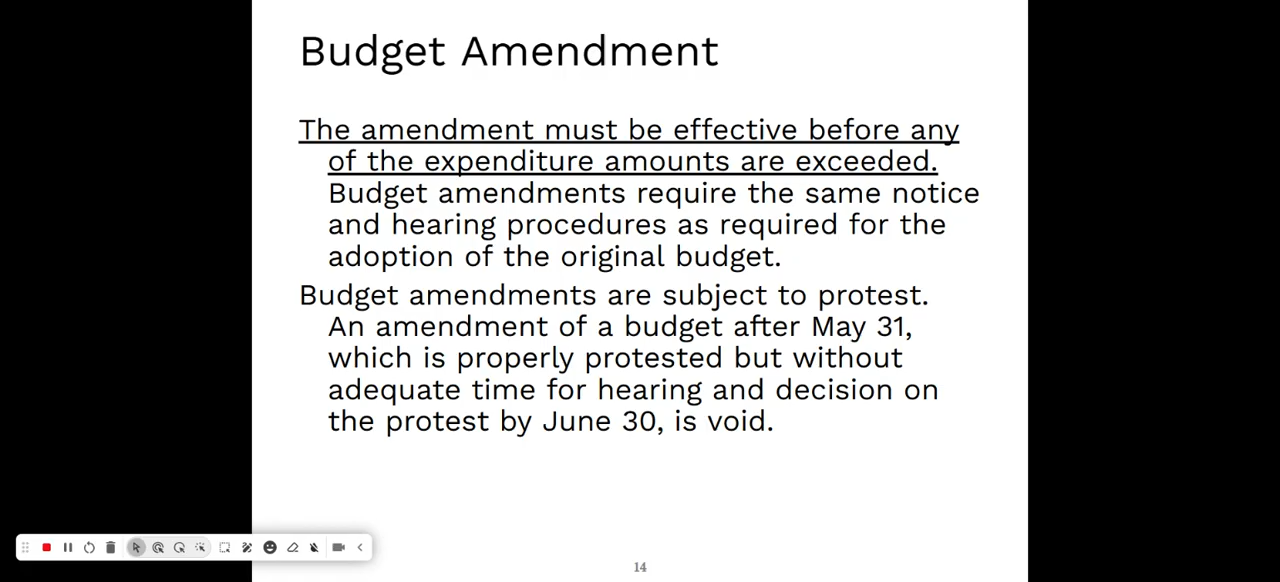 Budget Amendment
The amendment must be effective before any
of the expenditure amounts are exceeded.
Budget amendments require the same notice
and hearing procedures as required for the
adoption of the original budget.
Budget amendments are subject to protest.
An amendment of a budget after May 31,
which is properly protested but without
adequate time for hearing and decision on
the protest by June 30, is void.
14